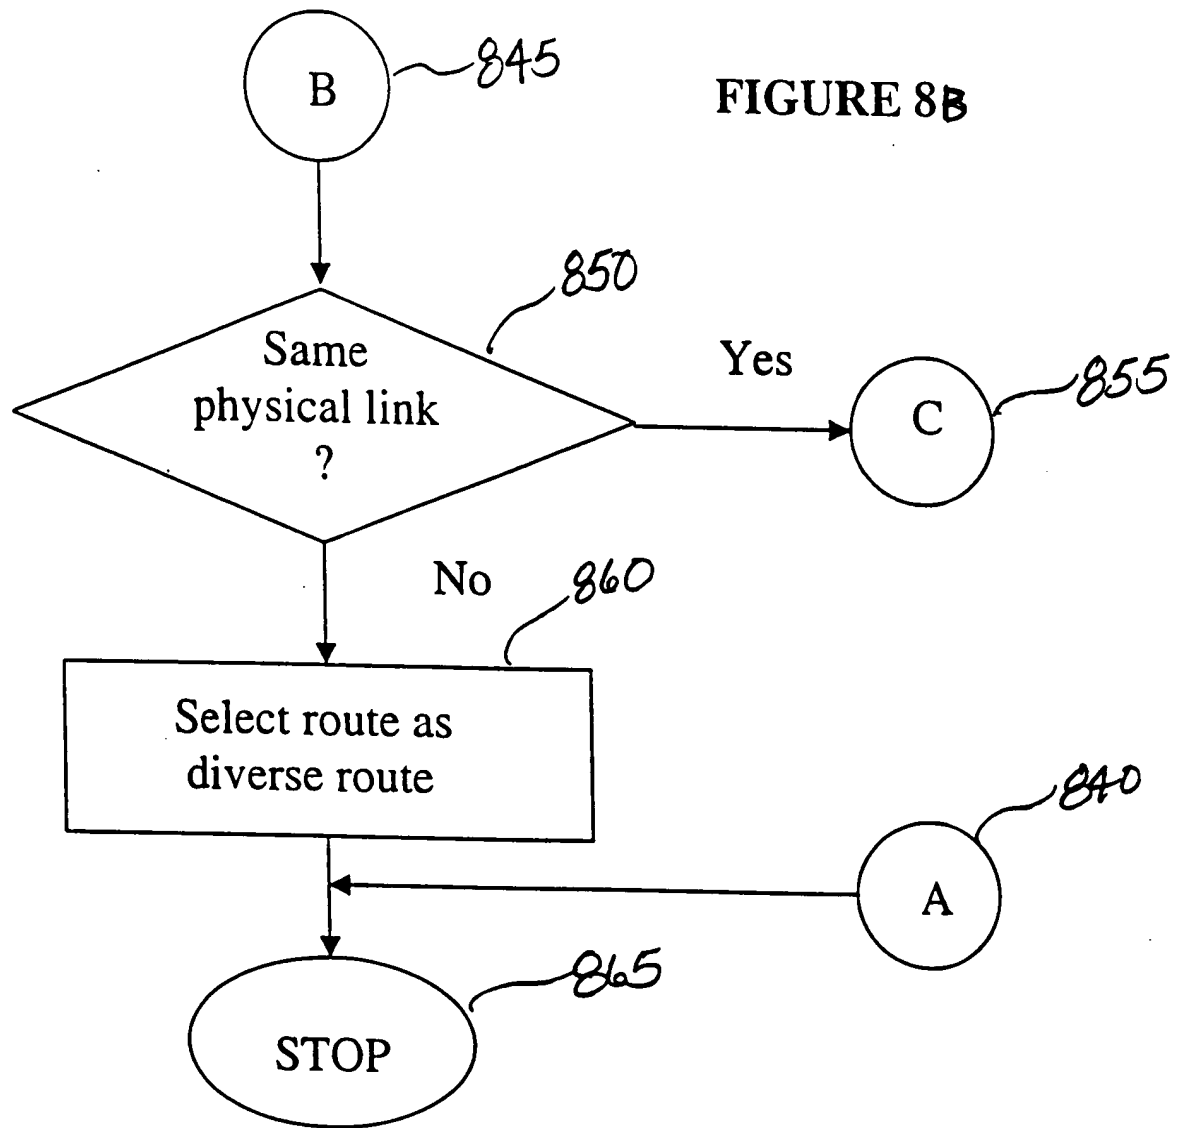 B
845
FIGURE 8B
850
Same
physical link
?
Yes
C
855
No
860
Select route as
diverse route
840
A
865
STOP